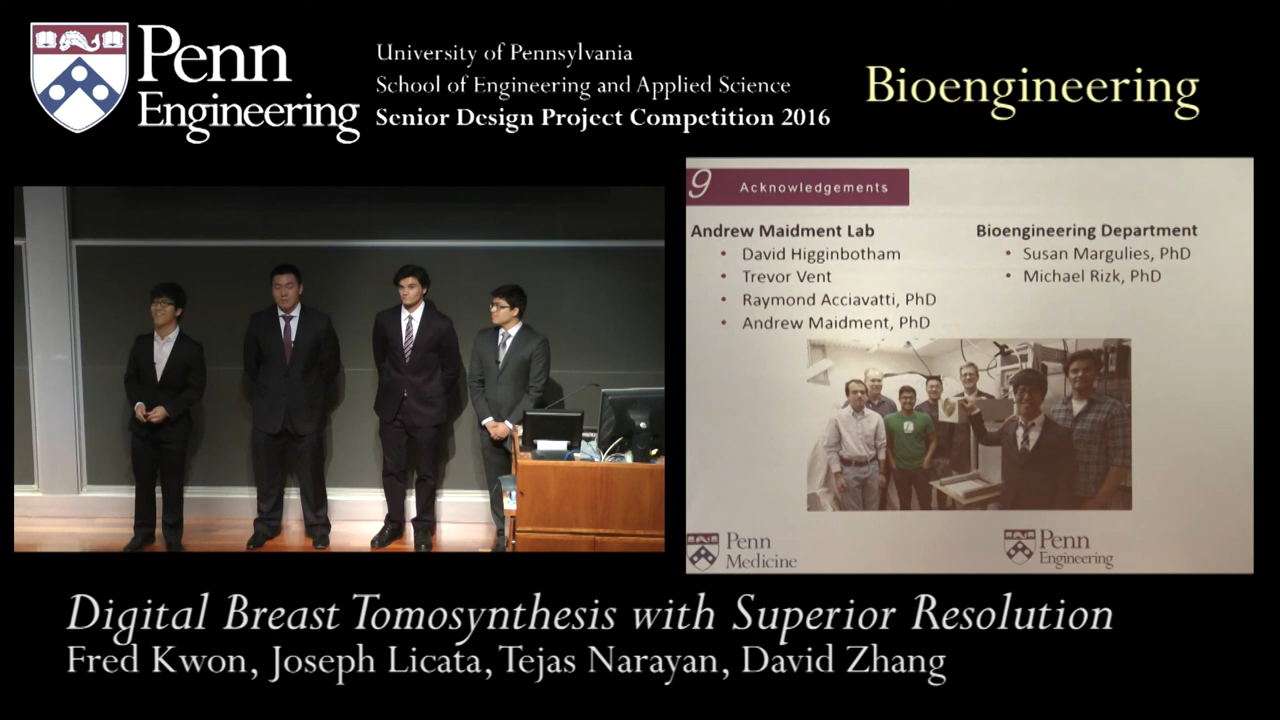 Penn
Engineering
University of Pennsylvania
School of Engineering and Applied Science
Senior Design Project Competition 2016
Bioengineering
9 Acknowledgements
Andrew Maidment Lab
• David Higginbotham
• Trevor Vent
• Raymond Acciavatti, PhD
• Andrew Maidment, PhD
Bioengineering Department
• Susan Margulies, PhD
• Michael Rizk, PhD
Penn
Medicine
Penn
Engineering
Digital Breast Tomosynthesis with Superior Resolution
Fred Kwon, Joseph Licata, Tejas Narayan, David Zhang